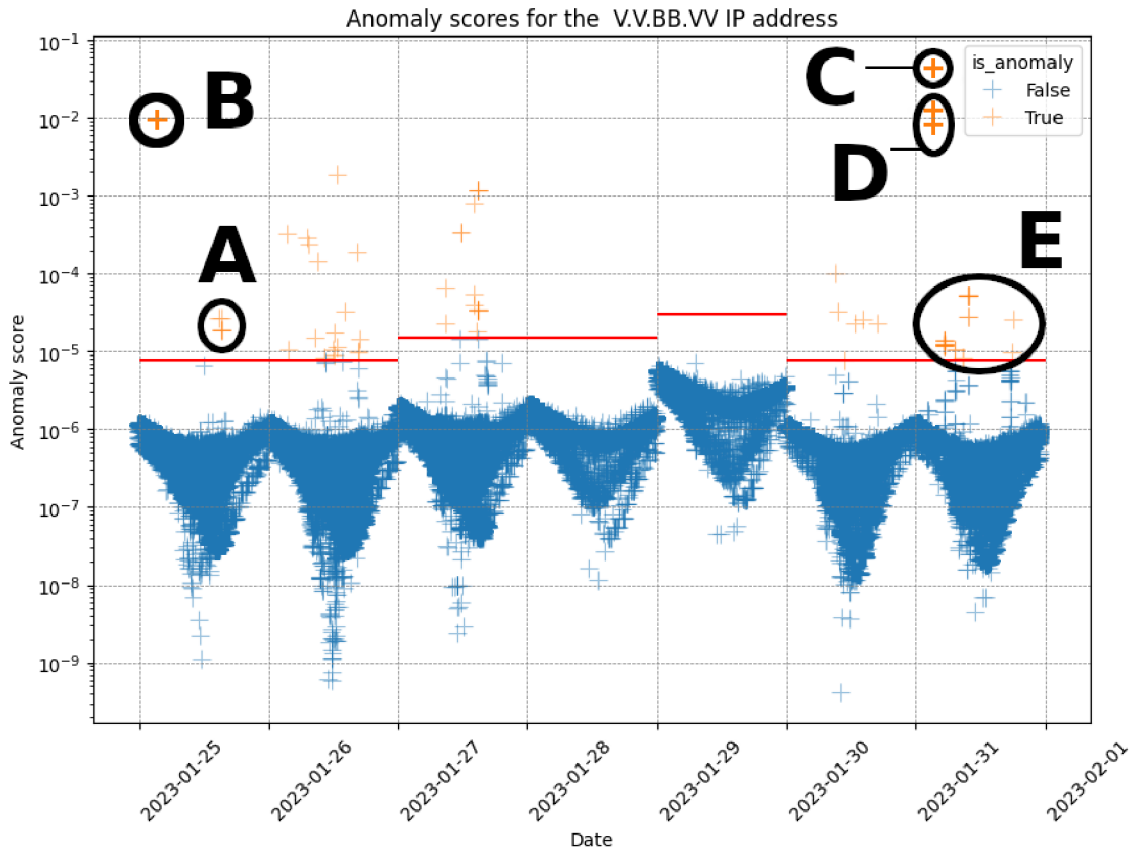 Anomaly scores for the  V.V.BB.VV IP address
Anomaly score
10⁻¹
10⁻²
10⁻³
10⁻⁴
10⁻⁵
10⁻⁶
10⁻⁷
10⁻⁸
10⁻⁹
B
A
C
D
E
is_anomaly
False
True
2023-01-25
2023-01-26
2023-01-27
2023-01-28
2023-01-29
2023-01-30
2023-01-31
2023-02-01
Date